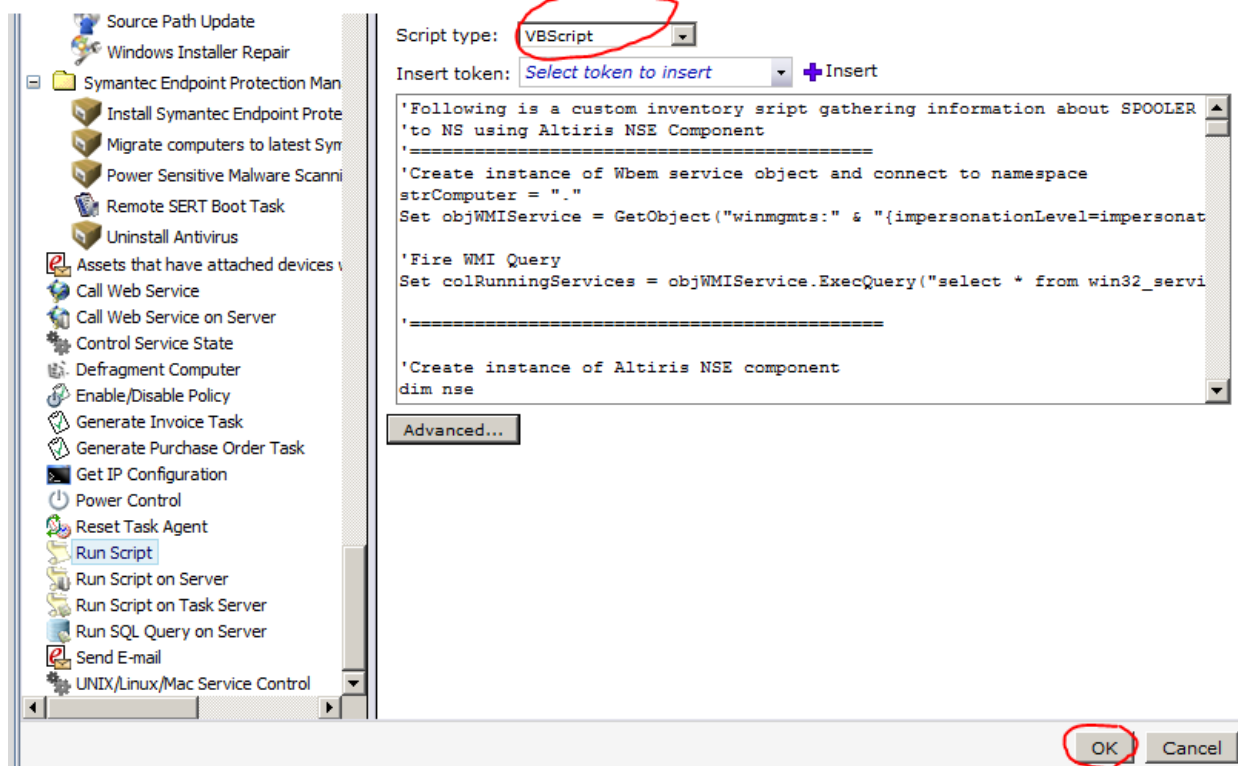 Source Path Update
Windows Installer Repair
Symantec Endpoint Protection Man
Install Symantec Endpoint Prote
Migrate computers to latest Sym
Power Sensitive Malware Scanni
Remote SERT Boot Task
Uninstall Antivirus
Assets that have attached devices
Call Web Service
Call Web Service on Server
Control Service State
Defragment Computer
Enable/Disable Policy
Generate Invoice Task
Generate Purchase Order Task
Get IP Configuration
Power Control
Reset Task Agent
Run Script
Run Script on Server
Run Script on Task Server
Run SQL Query on Server
Send E-mail
UNIX/Linux/Mac Service Control
Script type: VBScript
Insert token: Select token to insert Insert
'Following is a custom inventory sript gathering information about SPOOLER
'to NS using Altiris NSE Component
'===========================================
'Create instance of Wbem service object and connect to namespace
strComputer = "."
Set objWMIService = GetObject("winmgmts:" & "{impersonationLevel=impersonat
'Fire WMI Query
Set colRunningServices = objWMIService.ExecQuery("select * from win32_servi
'============================================
'Create instance of Altiris NSE component
dim nse
Advanced...
OK Cancel